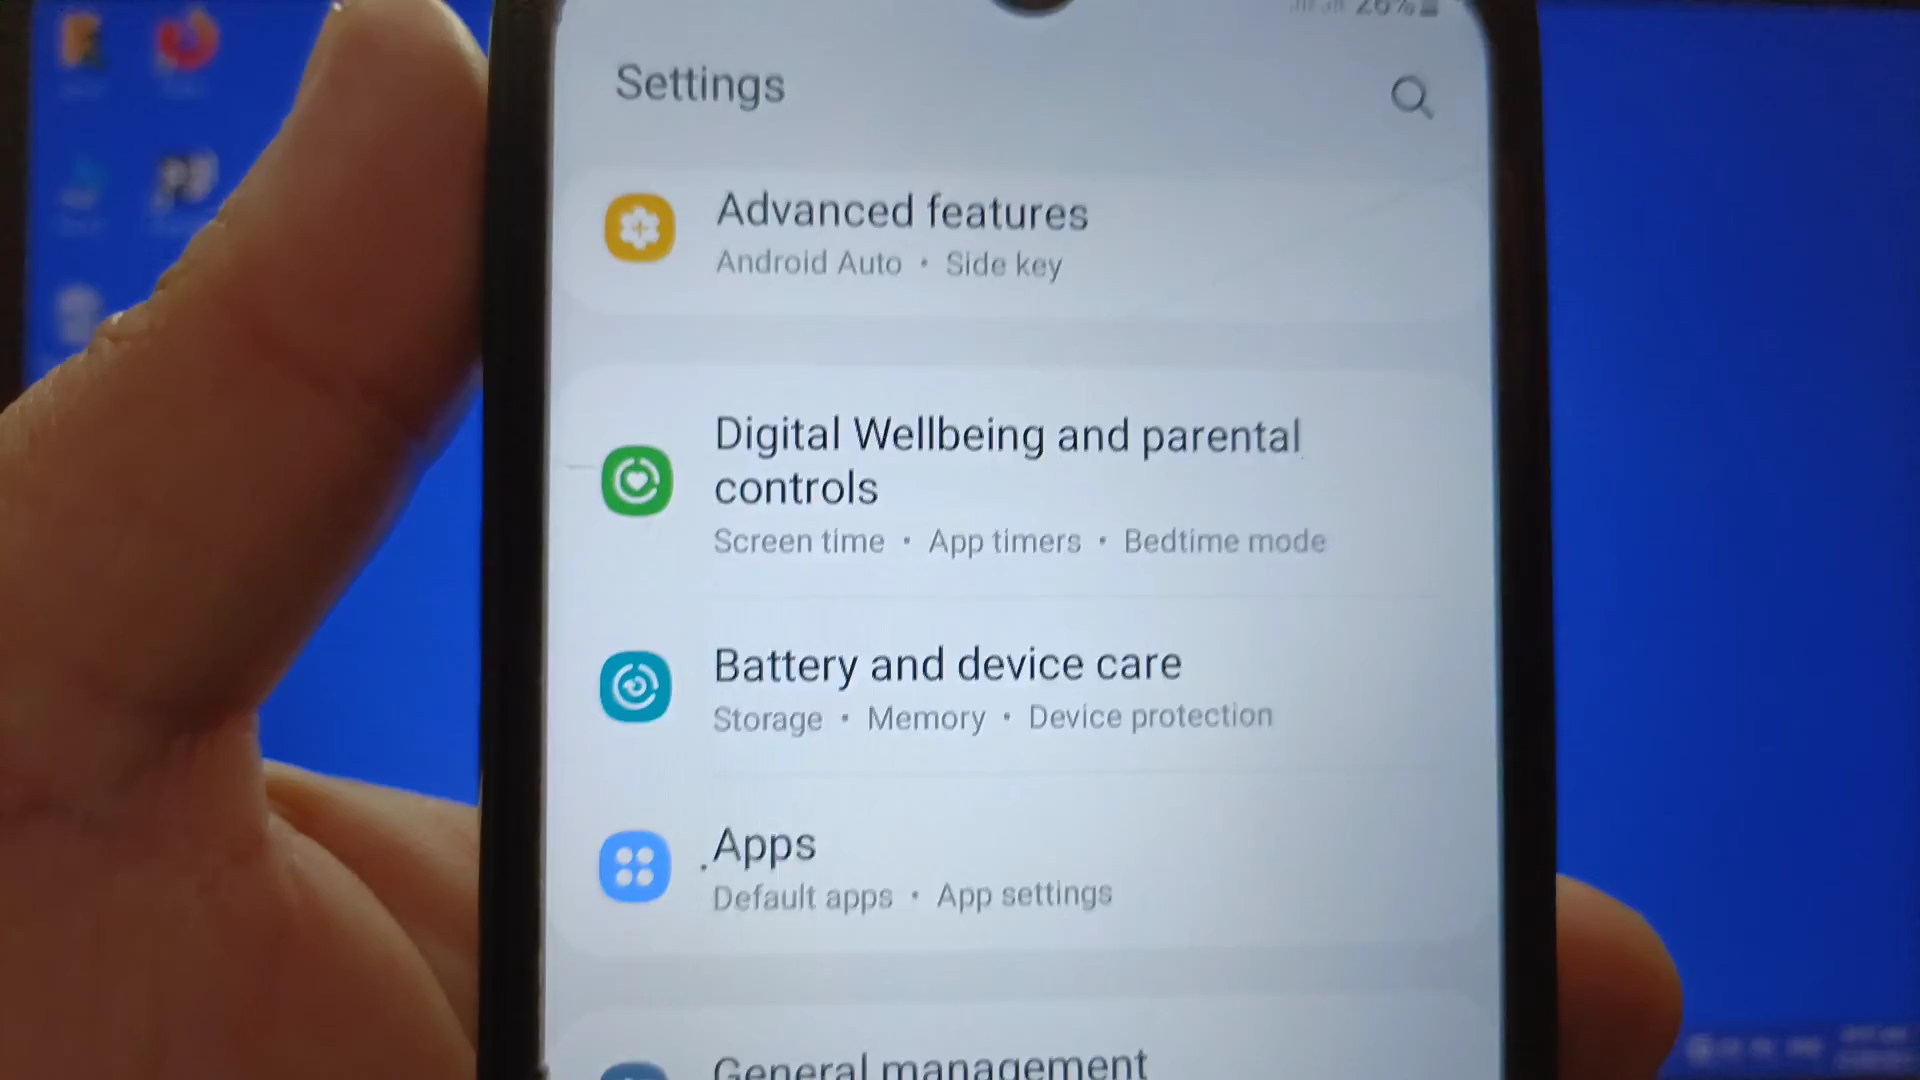 26%
Settings
Advanced features
Android Auto • Side key
Digital Wellbeing and parental
controls
Screen time • App timers • Bedtime mode
Battery and device care
Storage • Memory • Device protection
Apps
Default apps • App settings
General management